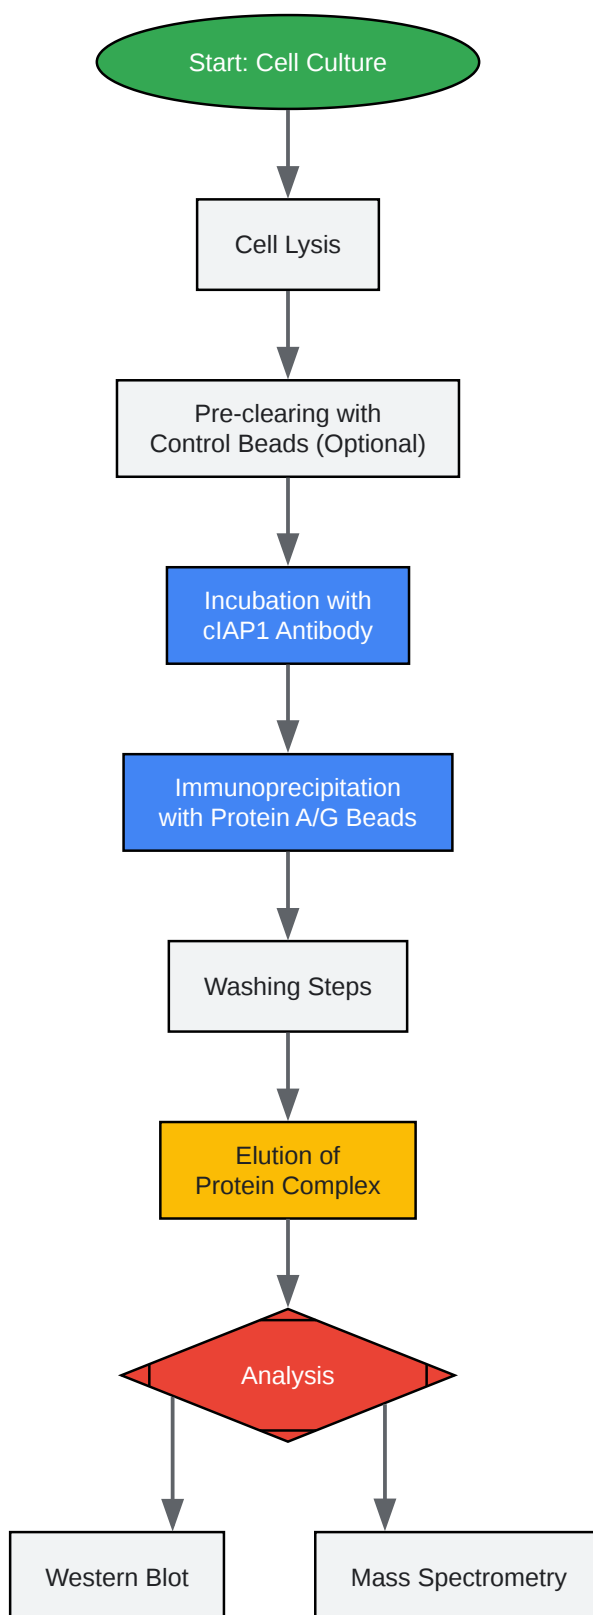 Start: Cell Culture
Cell Lysis
Pre-clearing with
Control Beads (Optional)
Incubation with
cIAP1 Antibody
Immunoprecipitation
with Protein A/G Beads
Washing Steps
Elution of
Protein Complex
Analysis
Western Blot
Mass Spectrometry